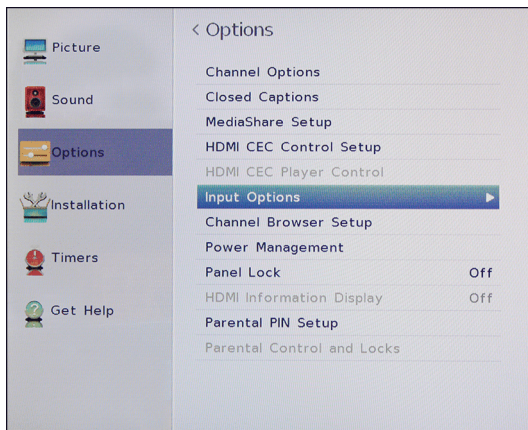 Picture
Sound
Options
Installation
Timers
Get Help
< Options
Channel Options
Closed Captions
MediaShare Setup
HDMI CEC Control Setup
HDMI CEC Player Control
Input Options
Channel Browser Setup
Power Management
Panel Lock Off
HDMI Information Display Off
Parental PIN Setup
Parental Control and Locks